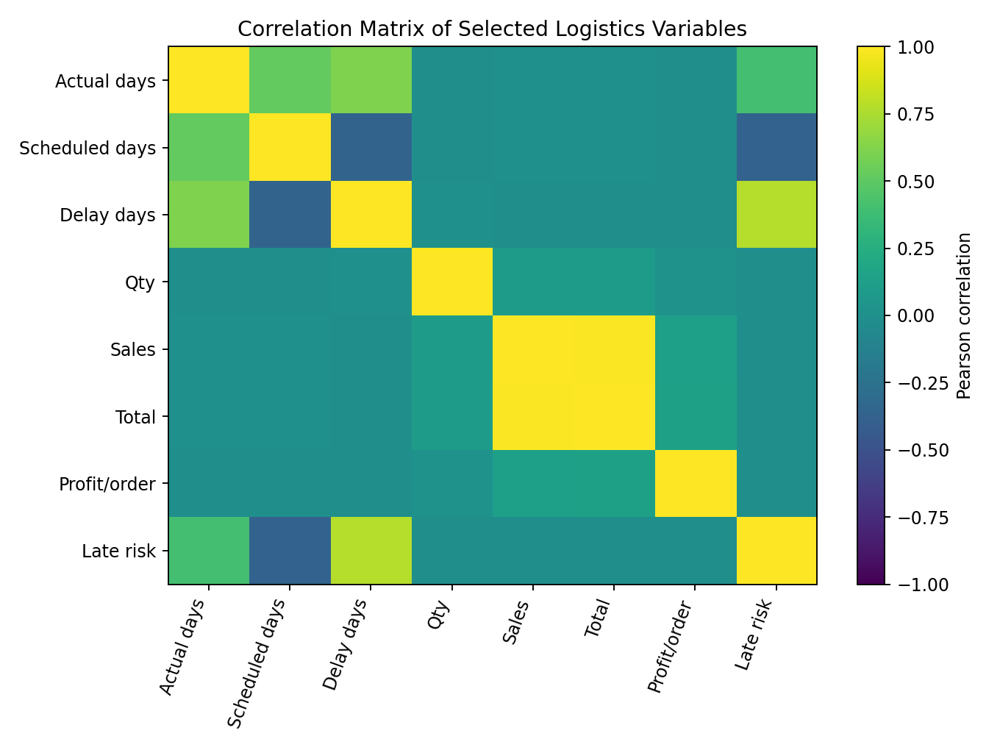 Correlation Matrix of Selected Logistics Variables
Actual days
Scheduled days
Delay days
Qty
Sales
Total
Profit/order
Late risk
Actual days
Scheduled days
Delay days
Qty
Sales
Total
Profit/order
Late risk
1.00
0.75
0.50
0.25
0.00
−0.25
−0.50
−0.75
−1.00
Pearson correlation